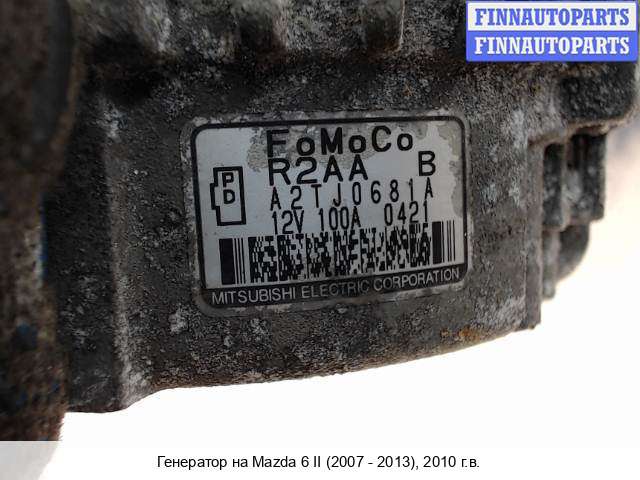 FINNAUTOPARTS
FINNAUTOPARTS
FoMoCo
R2AA B
P
D
A2TJ0681A
12V 100A 0421
MITSUBISHI ELECTRIC CORPORATION
Генератор на Mazda 6 II (2007 - 2013), 2010 г.в.